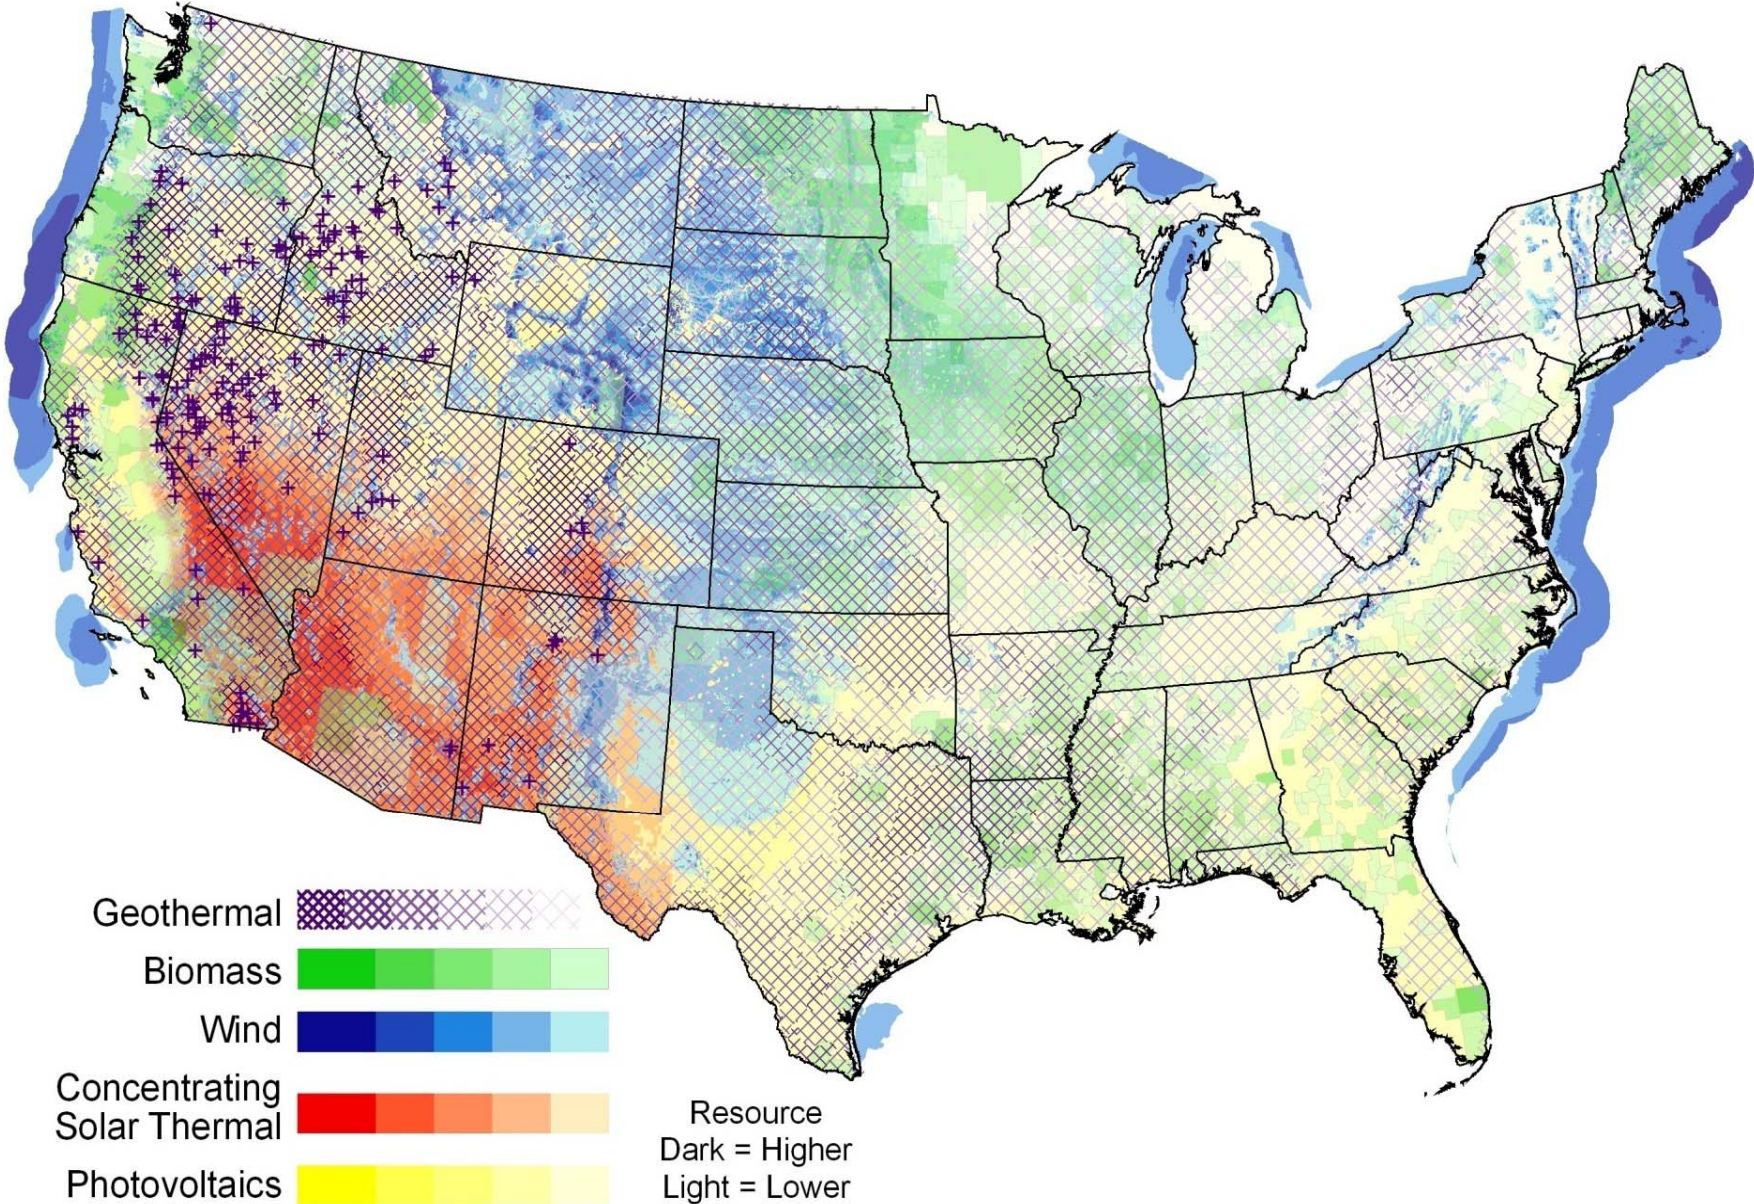 Geothermal
Biomass
Wind
Concentrating
Solar Thermal
Photovoltaics
Resource
Dark = Higher
Light = Lower